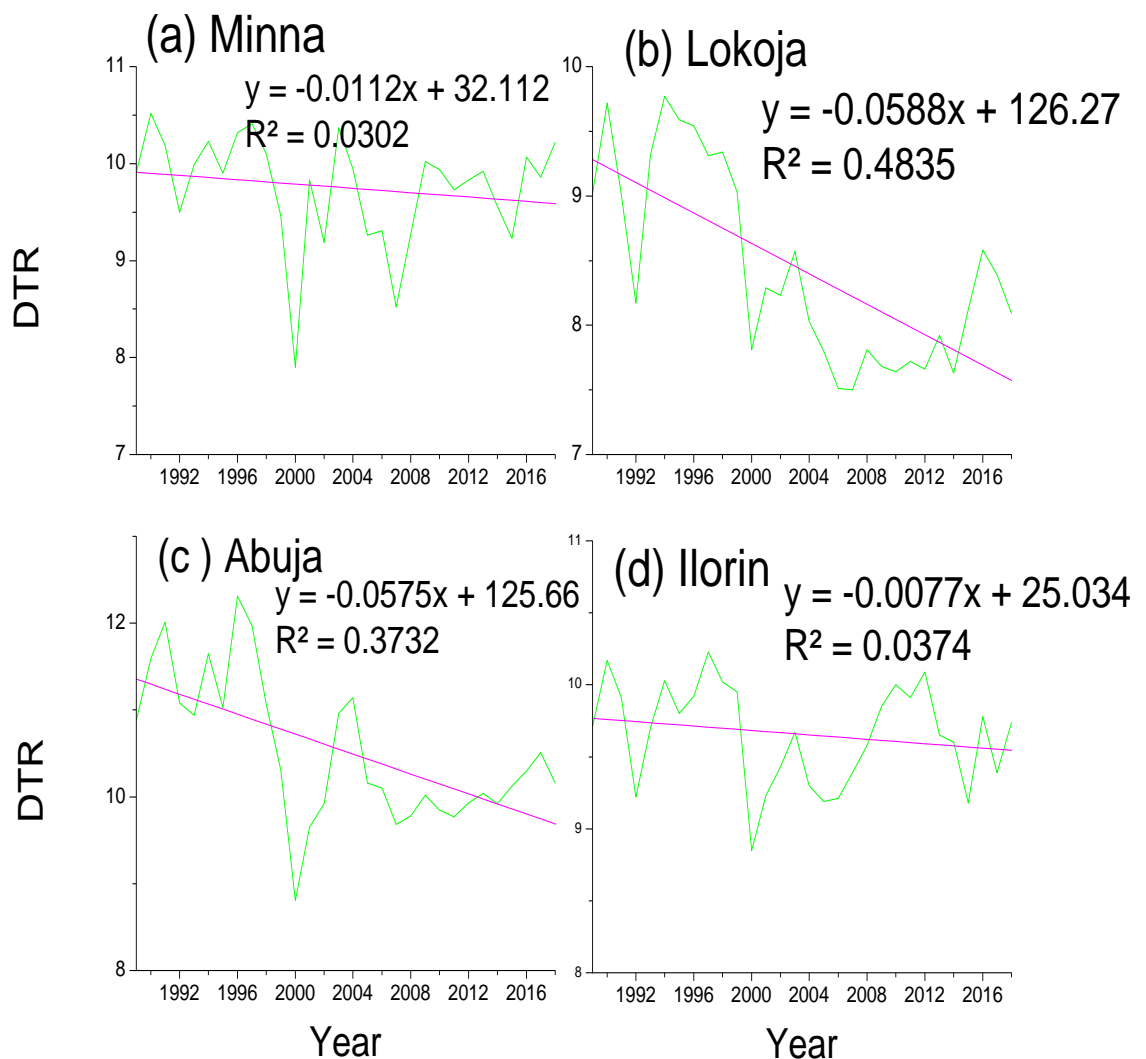 (a) Minna
y = -0.0112x + 32.112
R² = 0.0302
11
10
9
8
7
DTR
1992 1996 2000 2004 2008 2012 2016
(b) Lokoja
y = -0.0588x + 126.27
R² = 0.4835
10
9
8
7
1992 1996 2000 2004 2008 2012 2016
(c ) Abuja
y = -0.0575x + 125.66
R² = 0.3732
12
10
8
DTR
1992 1996 2000 2004 2008 2012 2016
Year
(d) Ilorin
y = -0.0077x + 25.034
R² = 0.0374
11
10
9
8
1992 1996 2000 2004 2008 2012 2016
Year